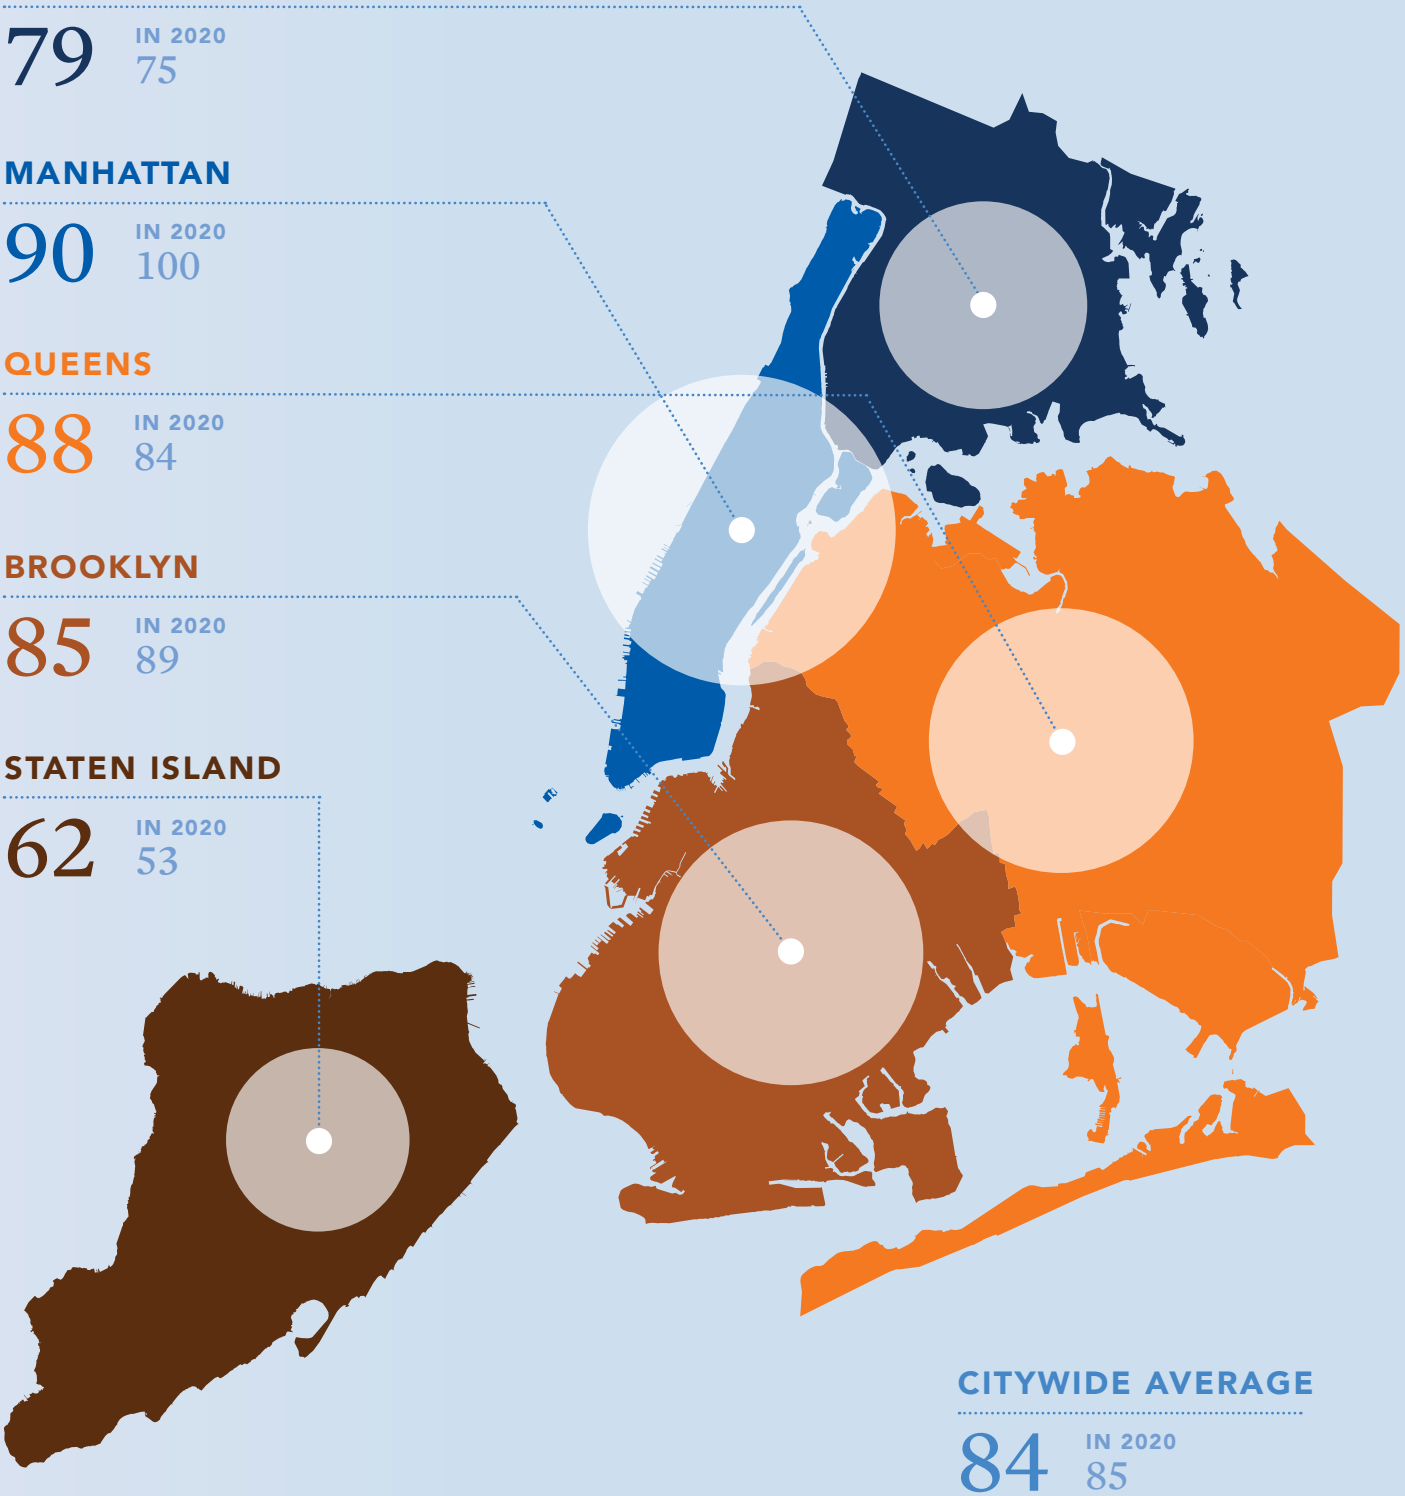 79 IN 2020
75
MANHATTAN
90 IN 2020
100
QUEENS
88 IN 2020
84
BROOKLYN
85 IN 2020
89
STATEN ISLAND
62 IN 2020
53
CITYWIDE AVERAGE
84 IN 2020
85